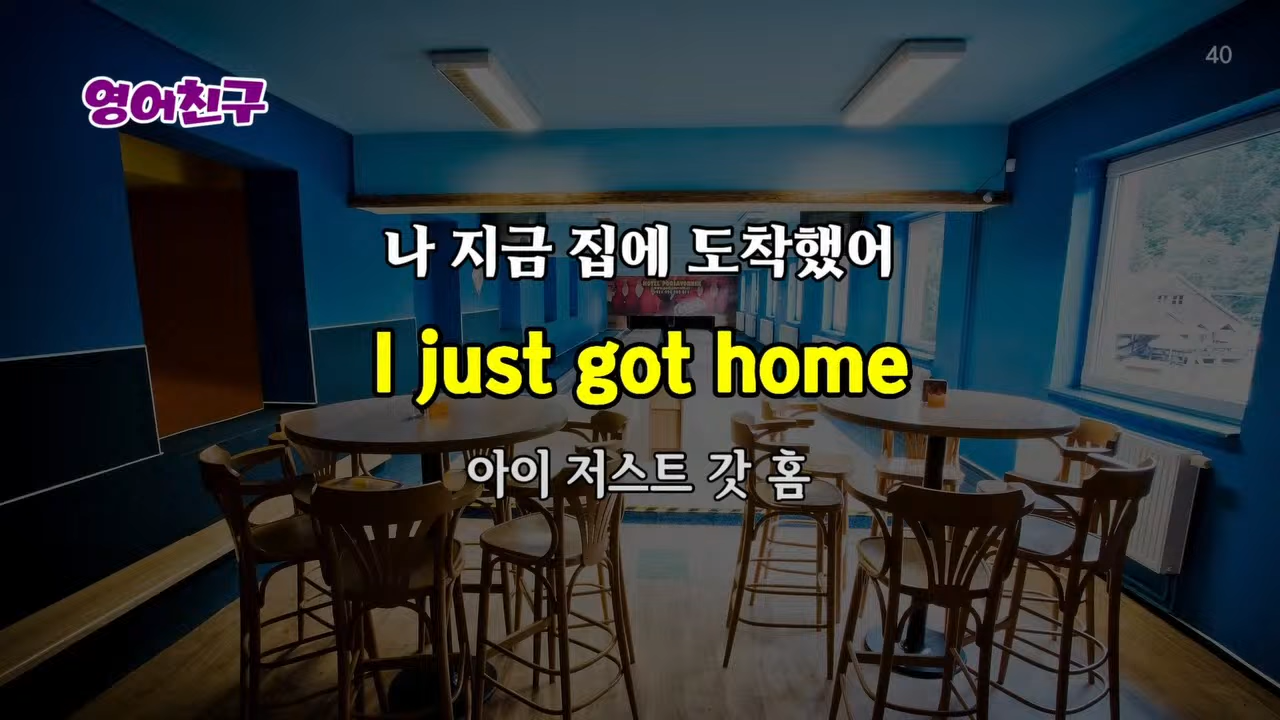 40
영어친구
나 지금 집에 도착했어
I just got home
아이 저스트 갓 홈